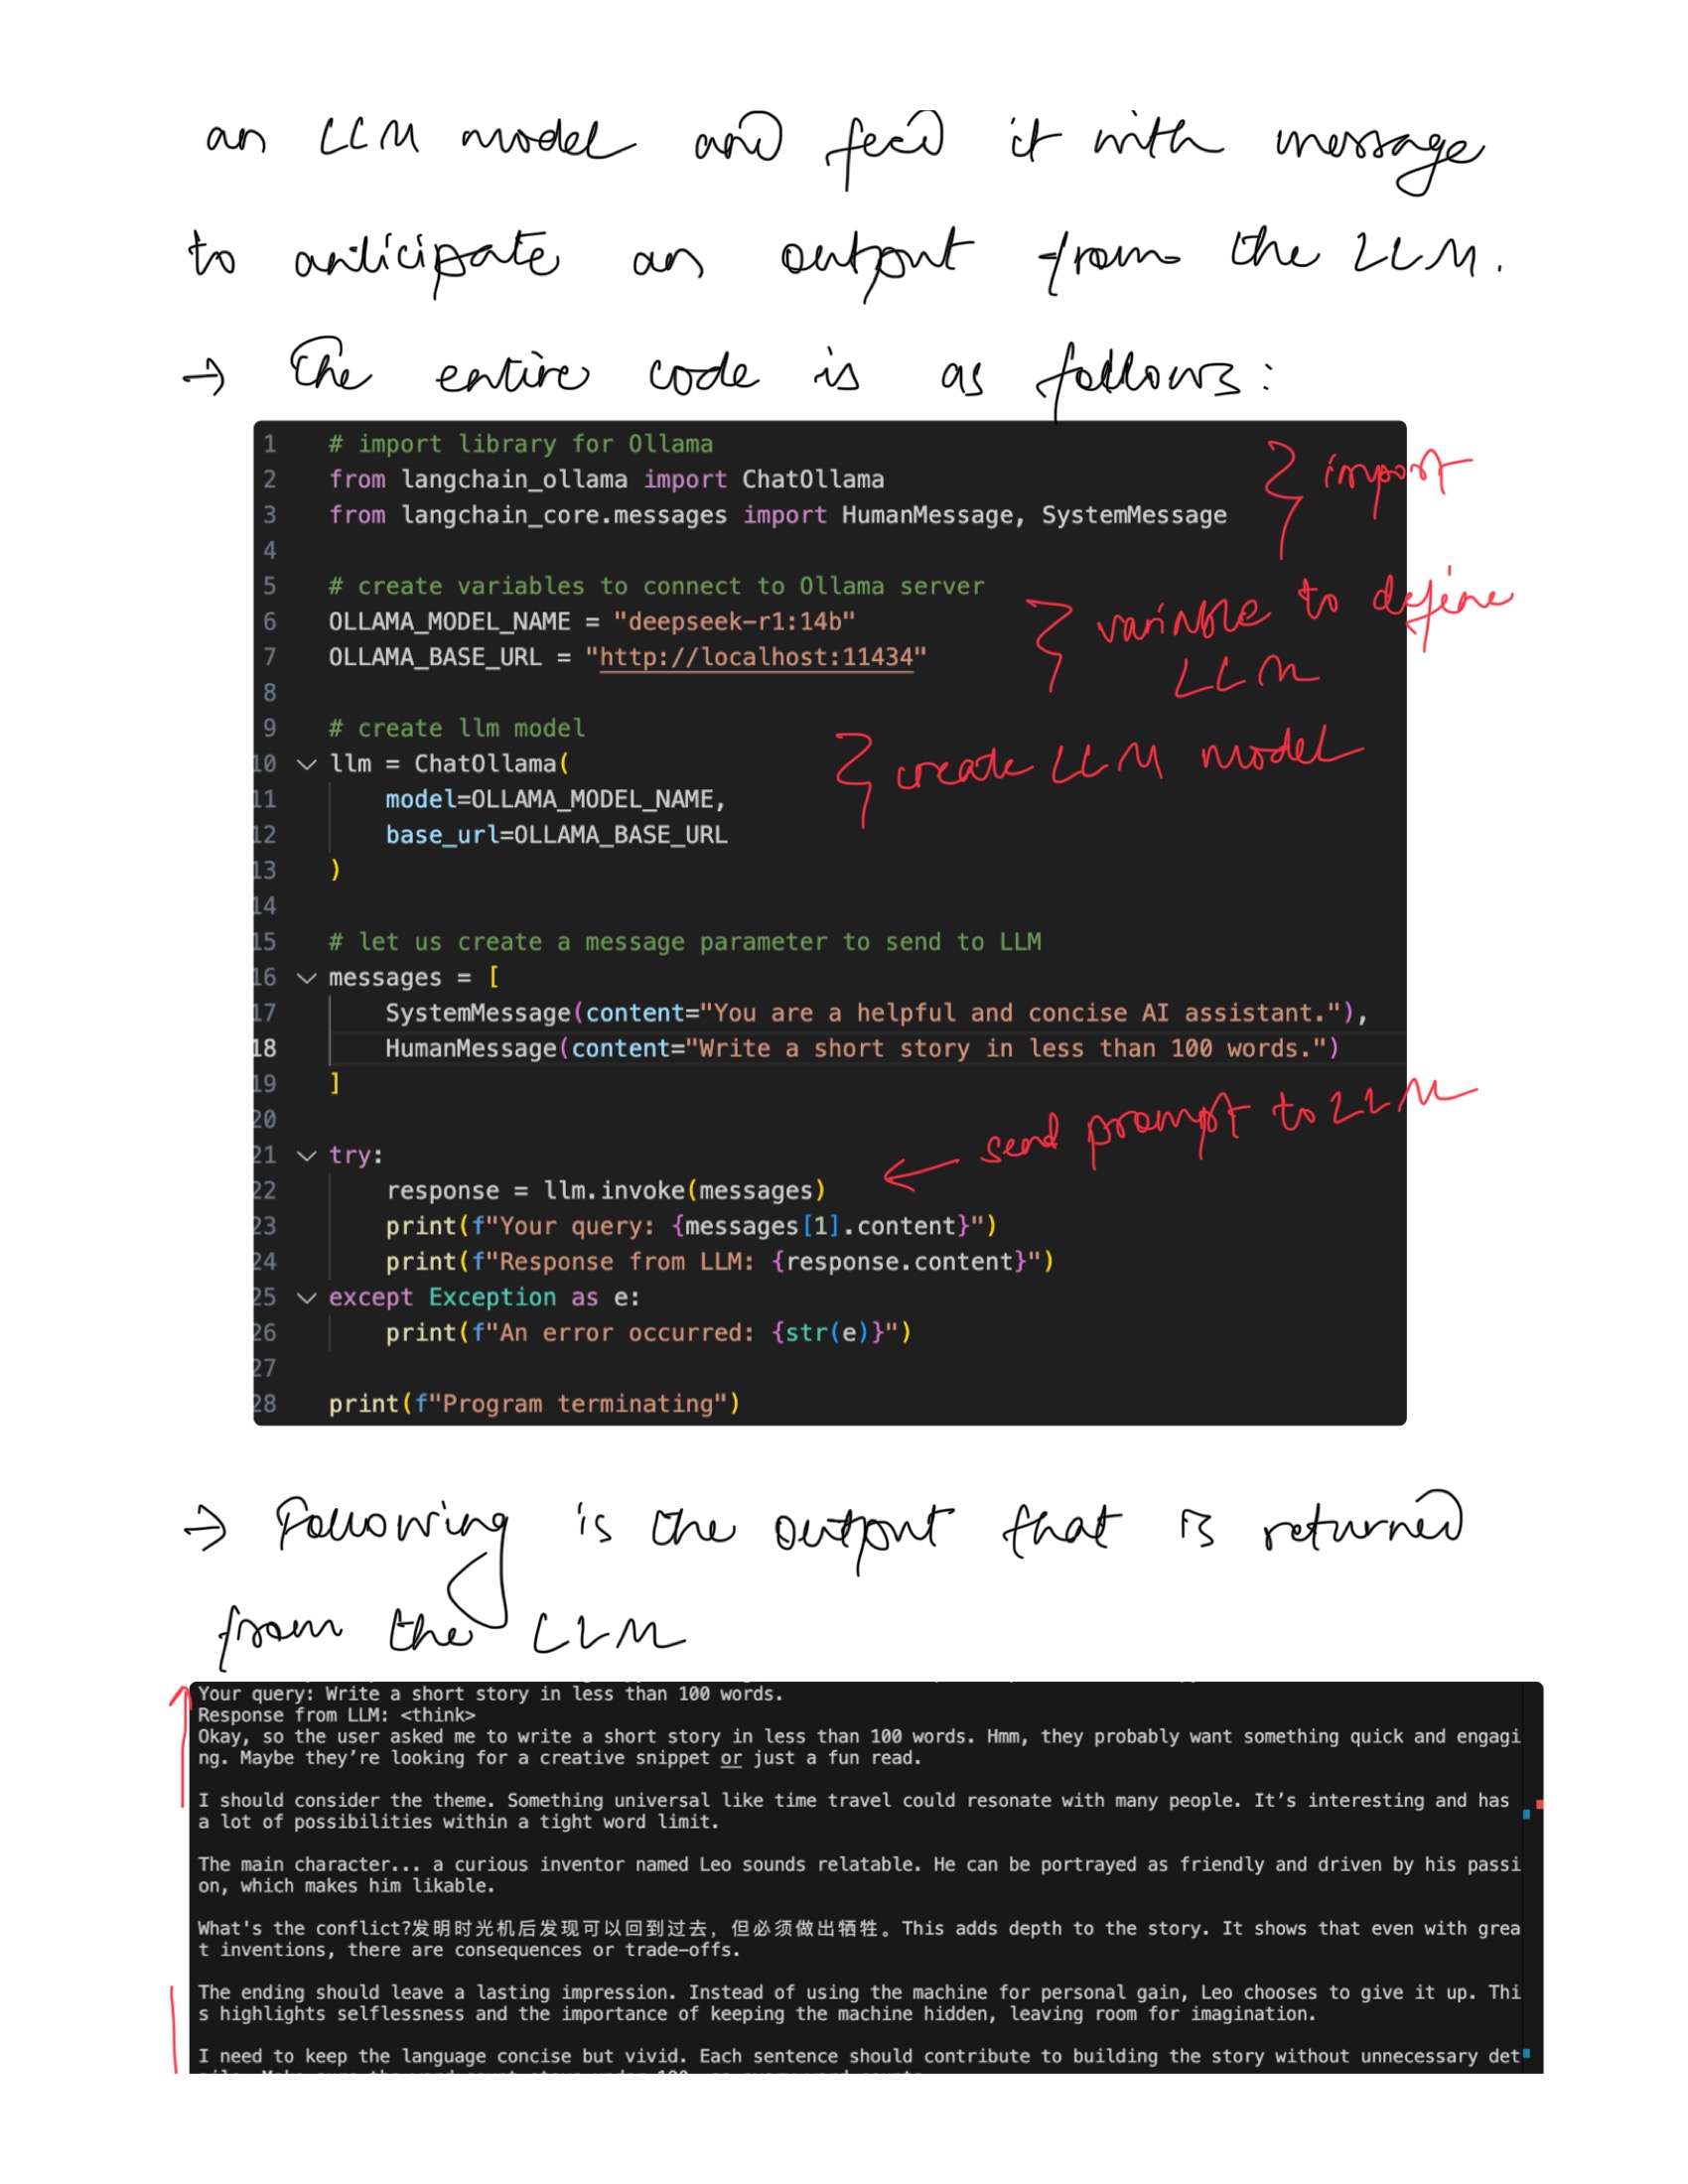 an LLM model and feed it with message
to anticipate an output from the LLM.
→ The entire code is as follows:
1 # import library for Ollama
2 from langchain_ollama import ChatOllama
3 from langchain_core.messages import HumanMessage, SystemMessage
} import
4
5 # create variables to connect to Ollama server
6 OLLAMA_MODEL_NAME = "deepseek-r1:14b"
7 OLLAMA_BASE_URL = "http://localhost:11434"
} variable to define
LLM
8
9 # create llm model
10 llm = ChatOllama(
} create LLM model
11     model=OLLAMA_MODEL_NAME,
12     base_url=OLLAMA_BASE_URL
13 )
14
15 # let us create a message parameter to send to LLM
16 messages = [
17     SystemMessage(content="You are a helpful and concise AI assistant."),
18     HumanMessage(content="Write a short story in less than 100 words.")
19 ]
20
21 try:
← send prompt to LLM
22     response = llm.invoke(messages)
23     print(f"Your query: {messages[1].content}")
24     print(f"Response from LLM: {response.content}")
25 except Exception as e:
26     print(f"An error occurred: {str(e)}")
27
28 print(f"Program terminating")
→ Following is the output that is returned
from the LLM
Your query: Write a short story in less than 100 words.
Response from LLM: <think>
Okay, so the user asked me to write a short story in less than 100 words. Hmm, they probably want something quick and engagi
ng. Maybe they’re looking for a creative snippet or just a fun read.
I should consider the theme. Something universal like time travel could resonate with many people. It’s interesting and has
a lot of possibilities within a tight word limit.
The main character... a curious inventor named Leo sounds relatable. He can be portrayed as friendly and driven by his passi
on, which makes him likable.
What's the conflict?发明时光机后发现可以回到过去，但必须做出牺牲。This adds depth to the story. It shows that even with grea
t inventions, there are consequences or trade-offs.
The ending should leave a lasting impression. Instead of using the machine for personal gain, Leo chooses to give it up. Thi
s highlights selflessness and the importance of keeping the machine hidden, leaving room for imagination.
I need to keep the language concise but vivid. Each sentence should contribute to building the story without unnecessary det